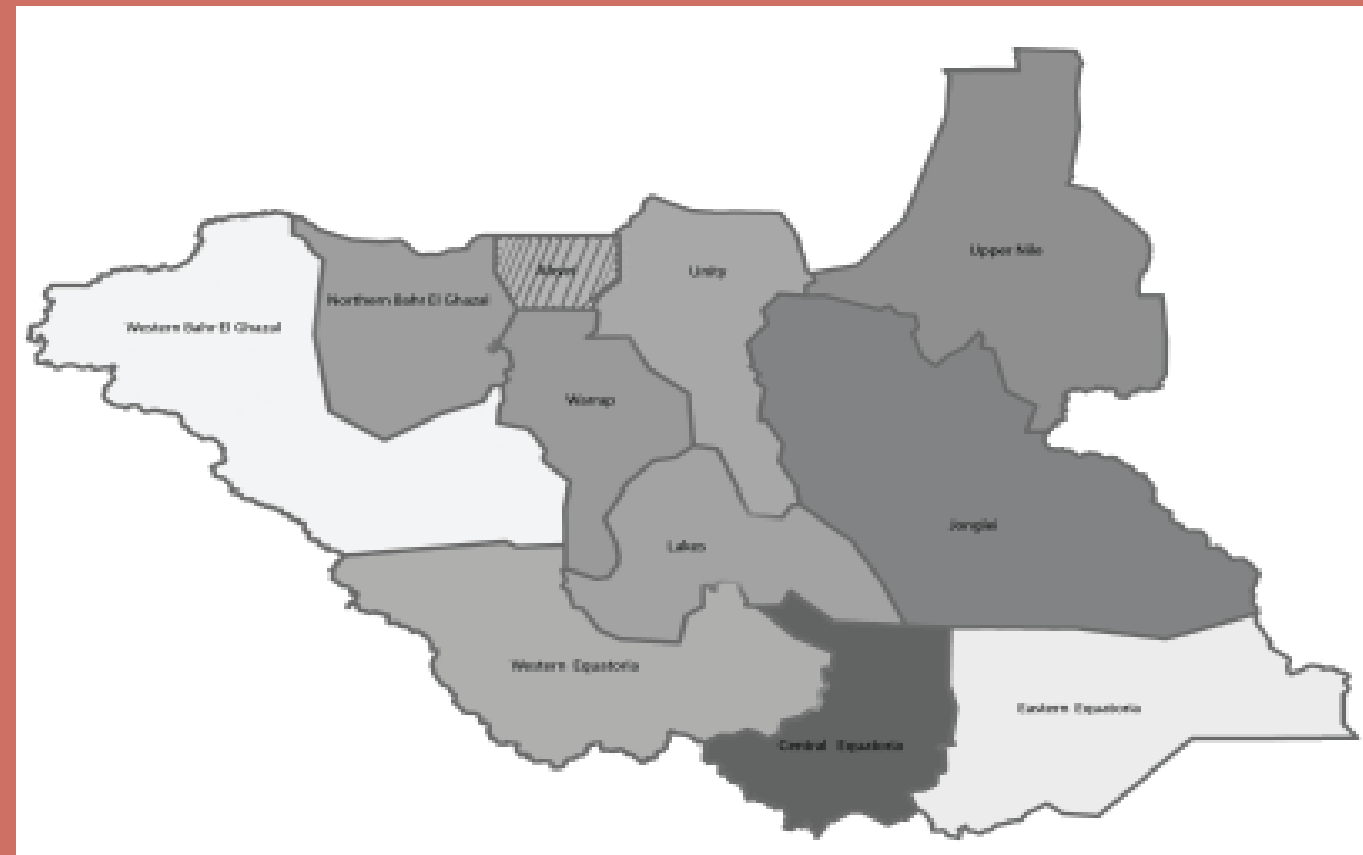 Upper Nile
Abyei
Unity
Northern Bahr El Ghazal
Western Bahr El Ghazal
Warrap
Jonglei
Lakes
Western Equatoria
Eastern Equatoria
Central Equatoria